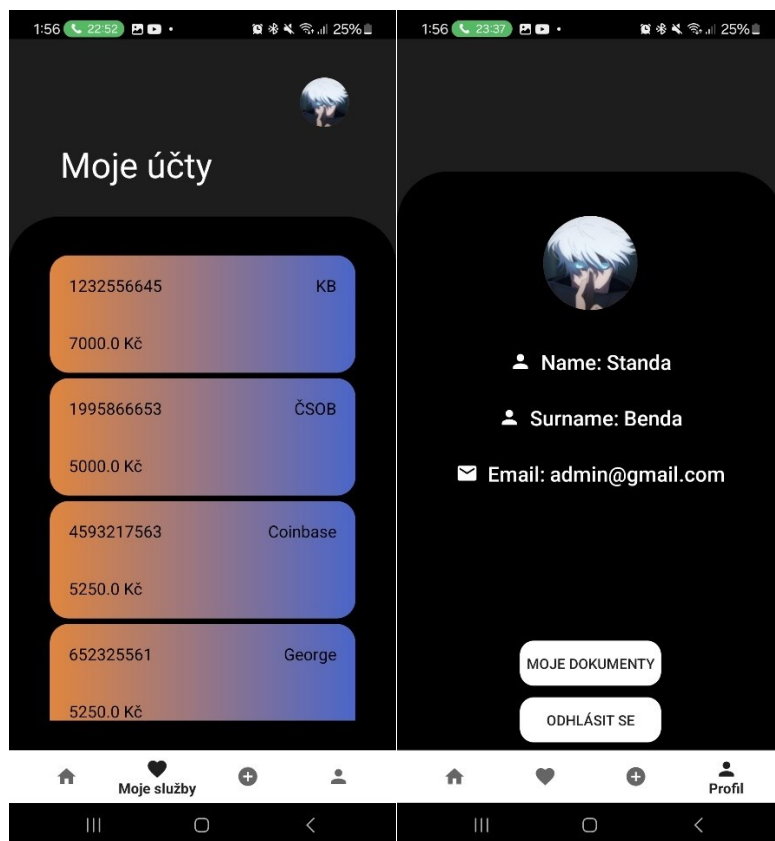 1:56 22:52 25%
Moje účty
1232556645 KB
7000.0 Kč
1995866653 ČSOB
5000.0 Kč
4593217563 Coinbase
5250.0 Kč
652325561 George
5250.0 Kč
Moje služby
1:56 23:37 25%
Name: Standa
Surname: Benda
Email: admin@gmail.com
MOJE DOKUMENTY
ODHLÁSIT SE
Profil